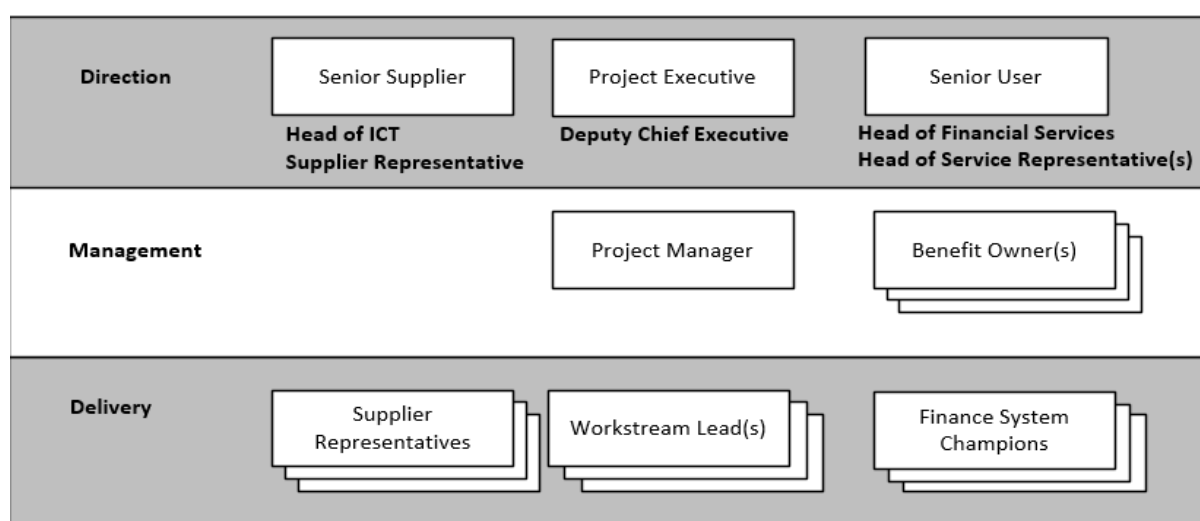 Direction
Senior Supplier
Project Executive
Senior User
Head of ICT
Supplier Representative
Deputy Chief Executive
Head of Financial Services
Head of Service Representative(s)
Management
Project Manager
Benefit Owner(s)
Delivery
Supplier
Representatives
Workstream Lead(s)
Finance System
Champions